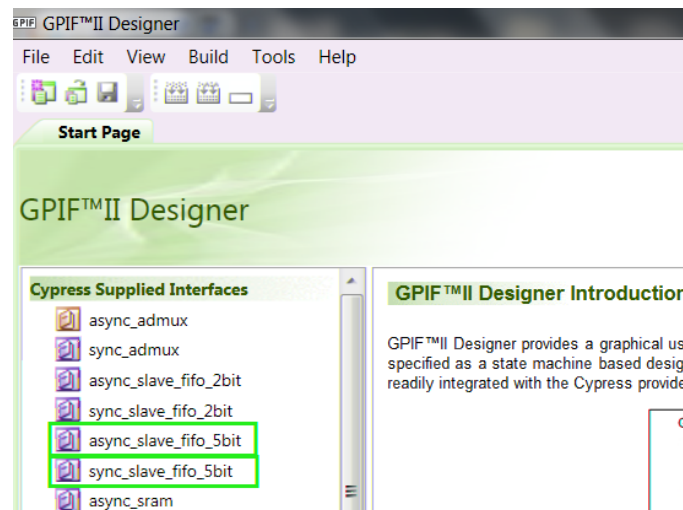 GPIF GPIF™II Designer
File Edit View Build Tools Help
Start Page
GPIF™II Designer
Cypress Supplied Interfaces
async_admux
sync_admux
async_slave_fifo_2bit
sync_slave_fifo_2bit
async_slave_fifo_5bit
sync_slave_fifo_5bit
async_sram
GPIF™II Designer Introduction
GPIF™II Designer provides a graphical us
specified as a state machine based desig
readily integrated with the Cypress provide